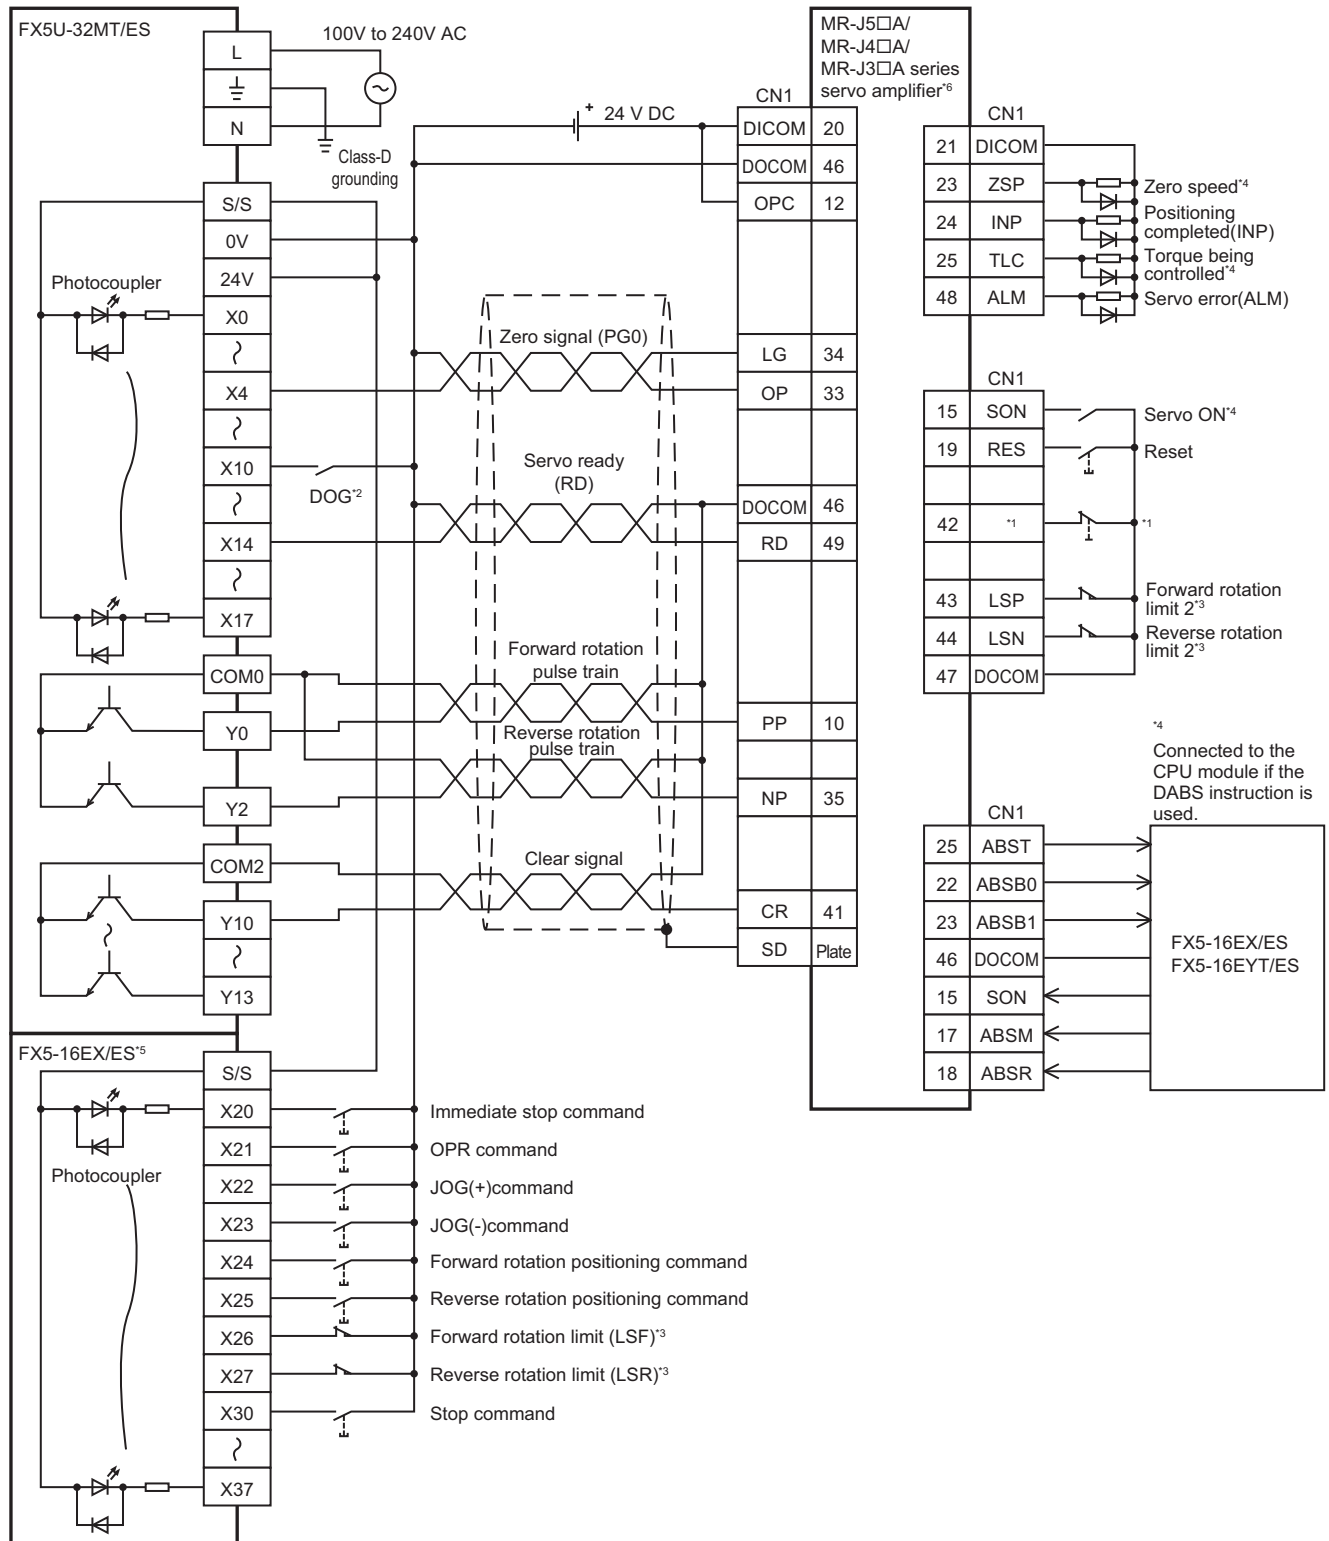 FX5U-32MT/ES
L
N
100V to 240V AC
Class-D
grounding
S/S
0V
24V
Photocoupler
X0
X4
X10
X14
X17
DOG*2
COM0
Y0
Y2
COM2
Y10
Y13
+ 24 V DC
Zero signal (PG0)
Servo ready
(RD)
Forward rotation
pulse train
Reverse rotation
pulse train
Clear signal
MR-J5□A/
MR-J4□A/
MR-J3□A series
servo amplifier*6
CN1
DICOM 20
DOCOM 46
OPC 12
LG 34
OP 33
DOCOM 46
RD 49
PP 10
NP 35
CR 41
SD Plate
CN1
21 DICOM
23 ZSP Zero speed*4
24 INP Positioning
completed(INP)
25 TLC Torque being
controlled*4
48 ALM Servo error(ALM)
CN1
15 SON Servo ON*4
19 RES Reset
42 *1 *1
43 LSP Forward rotation
limit 2*3
44 LSN Reverse rotation
limit 2*3
47 DOCOM
*4
Connected to the
CPU module if the
DABS instruction is
used.
CN1
25 ABST
22 ABSB0
23 ABSB1
46 DOCOM
15 SON
17 ABSM
18 ABSR
FX5-16EX/ES
FX5-16EYT/ES
FX5-16EX/ES*5
S/S
Photocoupler
X20 Immediate stop command
X21 OPR command
X22 JOG(+)command
X23 JOG(-)command
X24 Forward rotation positioning command
X25 Reverse rotation positioning command
X26 Forward rotation limit (LSF)*3
X27 Reverse rotation limit (LSR)*3
X30 Stop command
X37